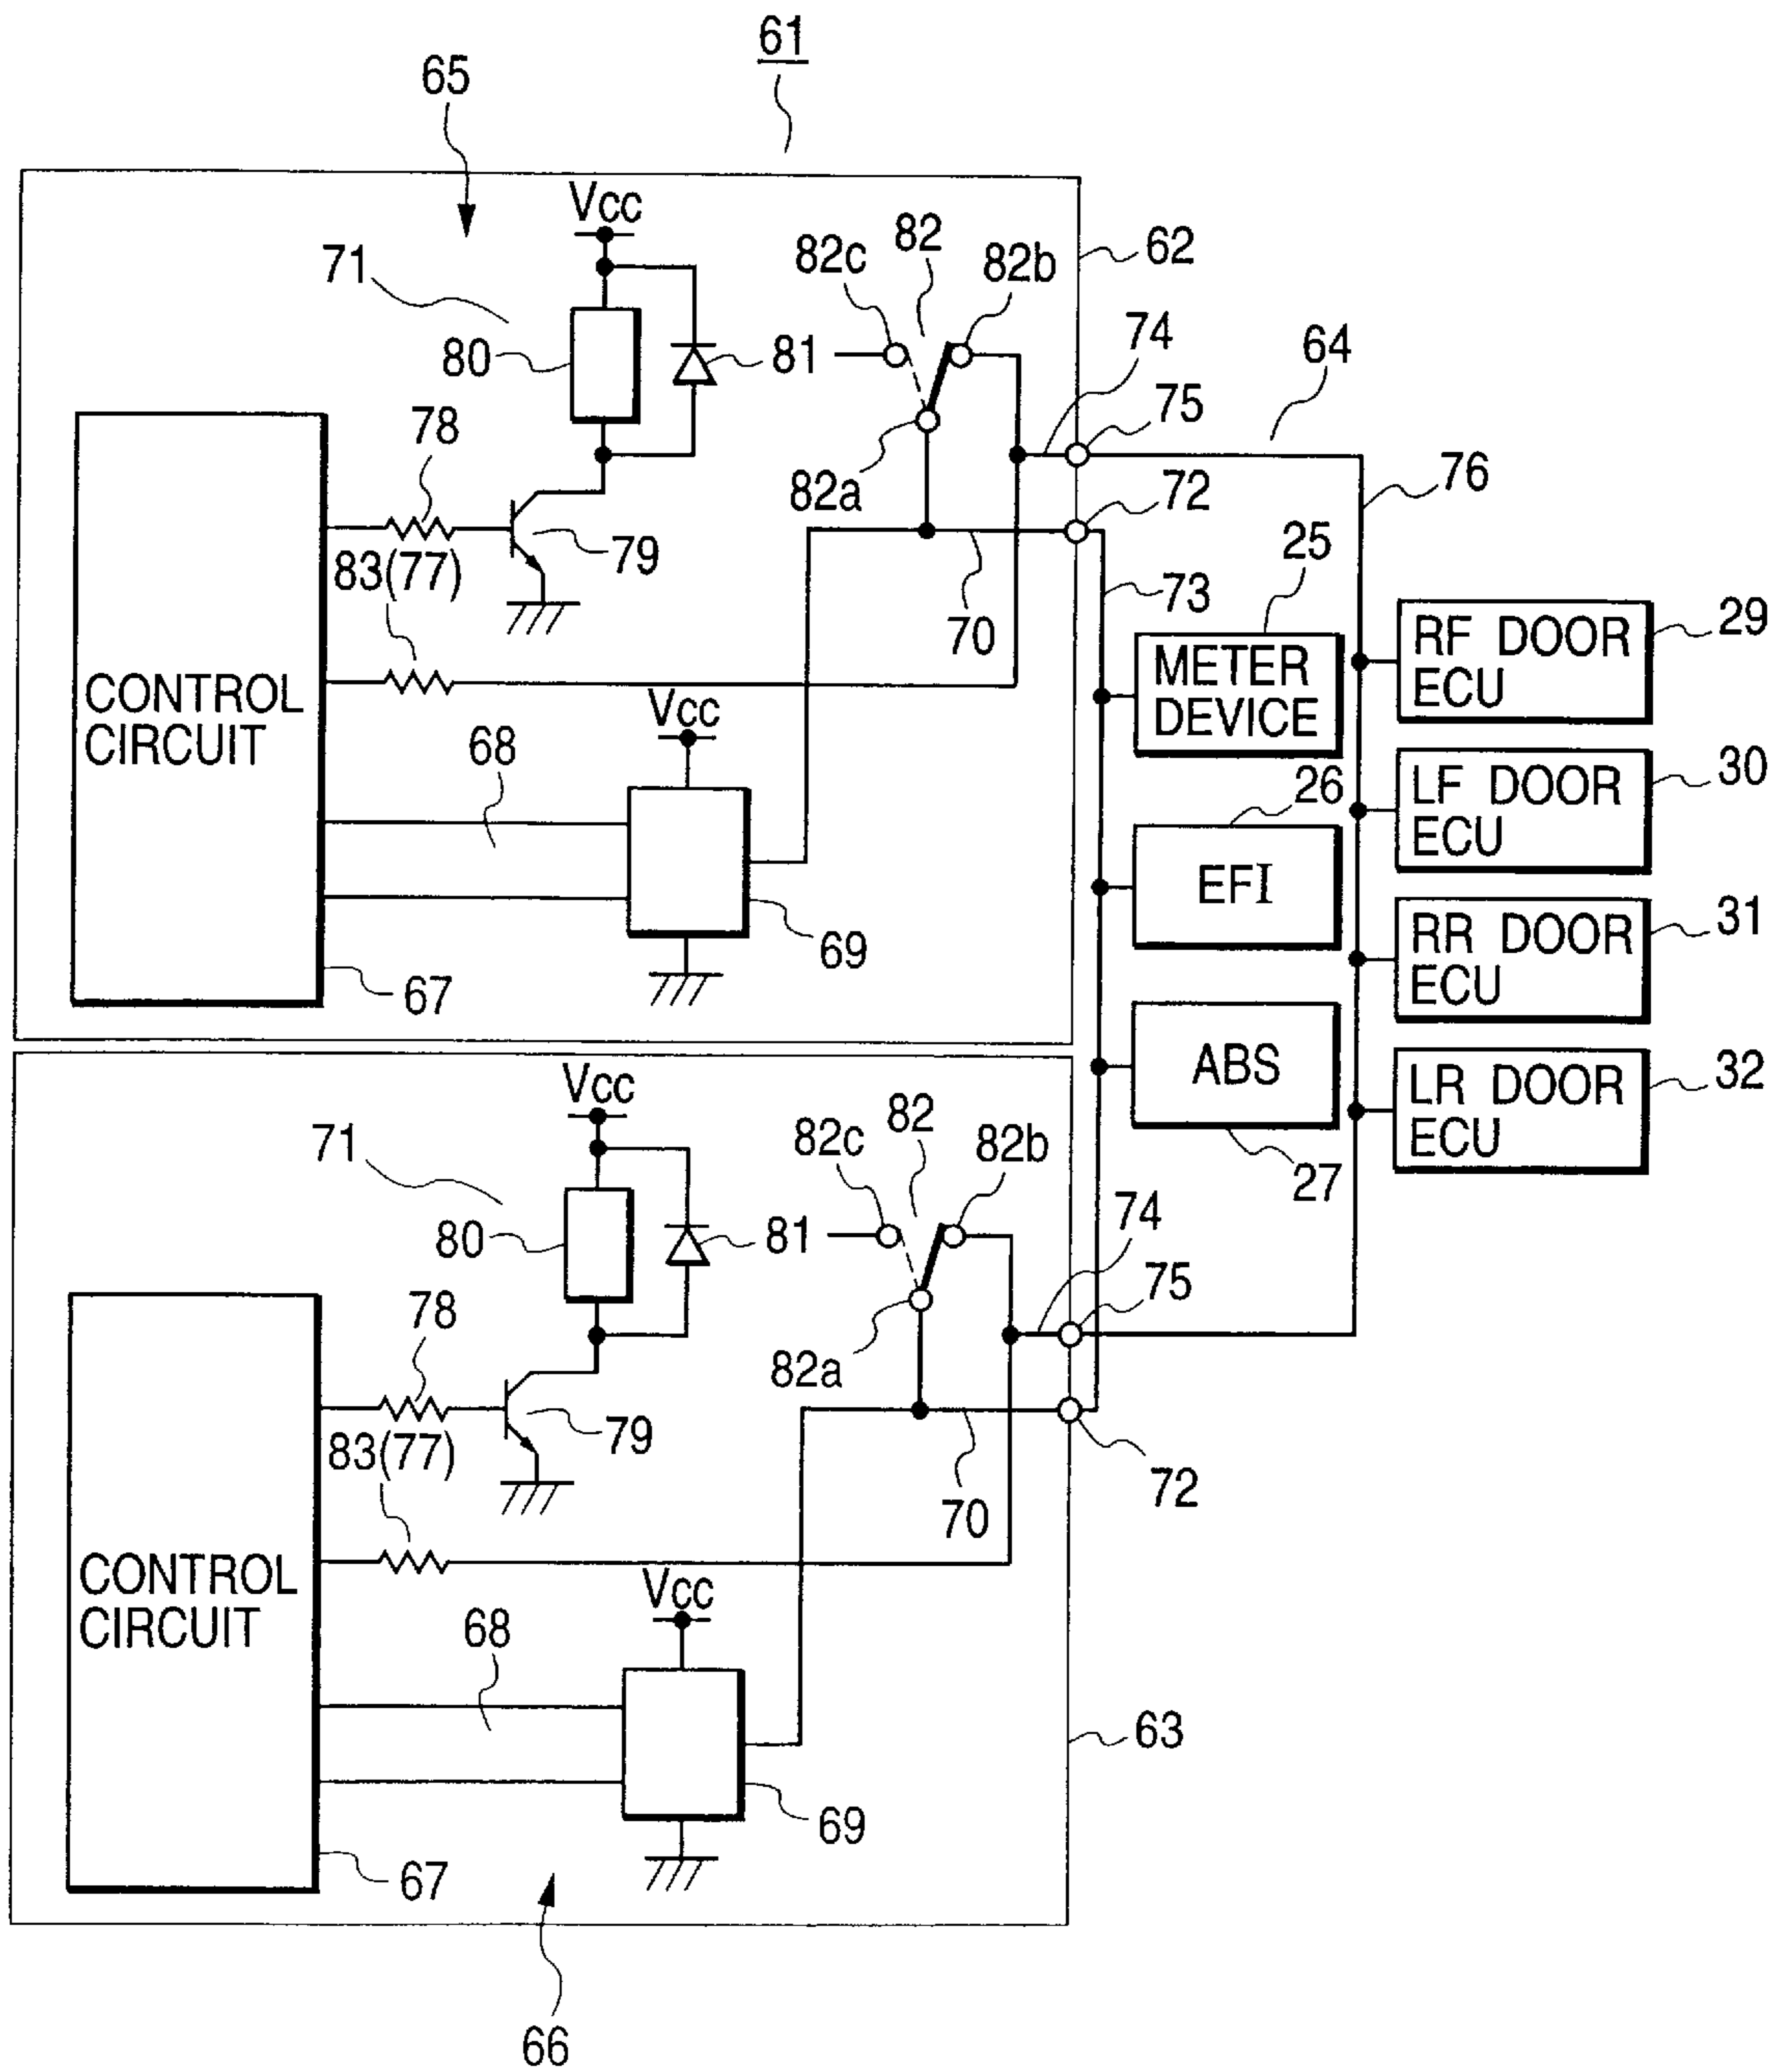 61
65
Vcc
82
62
71
82c
82b
74
64
80
81
75
78
82a
72
76
79
25
83(77)
73
29
70
RF DOOR
ECU
METER
DEVICE
CONTROL
CIRCUIT
Vcc
68
30
26
LF DOOR
ECU
EFI
31
69
RR DOOR
ECU
67
ABS
32
LR DOOR
ECU
Vcc
82
71
82c
82b
27
74
80
81
75
78
82a
79
83(77)
72
70
CONTROL
CIRCUIT
Vcc
68
63
69
67
66